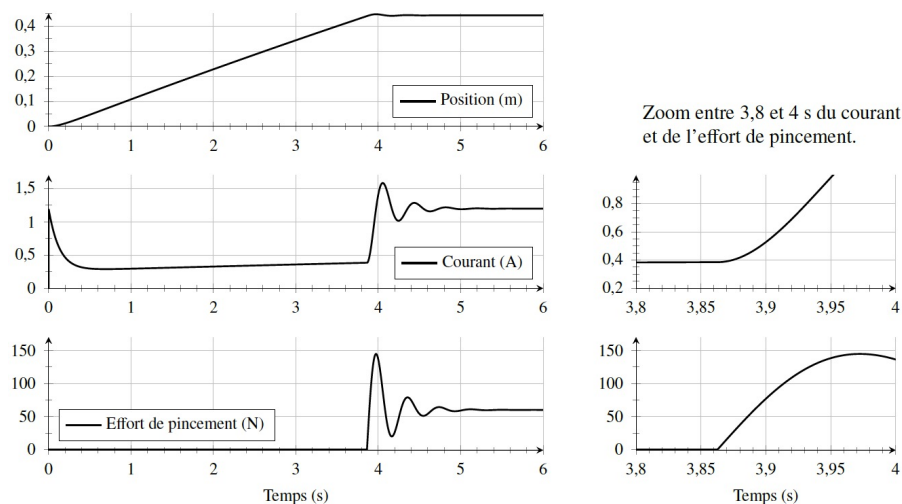 0,4
0,3
0,2
0,1
0
Position (m)
0 1 2 3 4 5 6
Zoom entre 3,8 et 4 s du courant
et de l'effort de pincement.
1,5
1
0,5
0
Courant (A)
0 1 2 3 4 5 6
0,8
0,6
0,4
0,2
3,8 3,85 3,9 3,95 4
150
100
50
0
Effort de pincement (N)
0 1 2 3 4 5 6
Temps (s)
150
100
50
0
3,8 3,85 3,9 3,95 4
Temps (s)